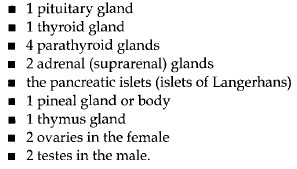 ■ 1 pituitary gland
■ 1 thyroid gland
■ 4 parathyroid glands
■ 2 adrenal (suprarenal) glands
■ the pancreatic islets (islets of Langerhans)
■ 1 pineal gland or body
■ 1 thymus gland
■ 2 ovaries in the female
■ 2 testes in the male.